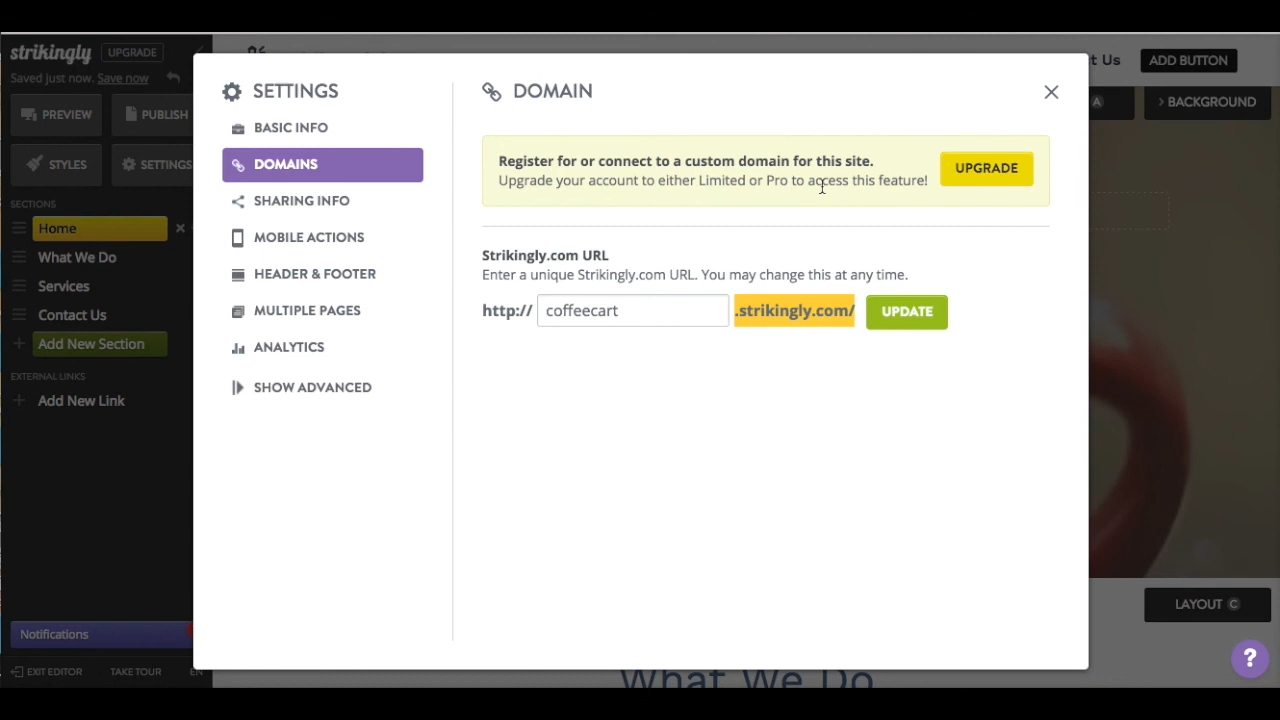 strikingly UPGRADE
Saved just now. Save now
PREVIEW
PUBLISH
STYLES
SETTINGS
SECTIONS
Home
What We Do
Services
Contact Us
Add New Section
EXTERNAL LINKS
Add New Link
Notifications
EXIT EDITOR TAKE TOUR EN
SETTINGS
BASIC INFO
DOMAINS
SHARING INFO
MOBILE ACTIONS
HEADER & FOOTER
MULTIPLE PAGES
ANALYTICS
SHOW ADVANCED
DOMAIN
Register for or connect to a custom domain for this site.
Upgrade your account to either Limited or Pro to access this feature!
UPGRADE
Strikingly.com URL
Enter a unique Strikingly.com URL. You may change this at any time.
http:// coffeecart .strikingly.com/ UPDATE
t Us
ADD BUTTON
A
BACKGROUND
LAYOUT C
?
What We Do